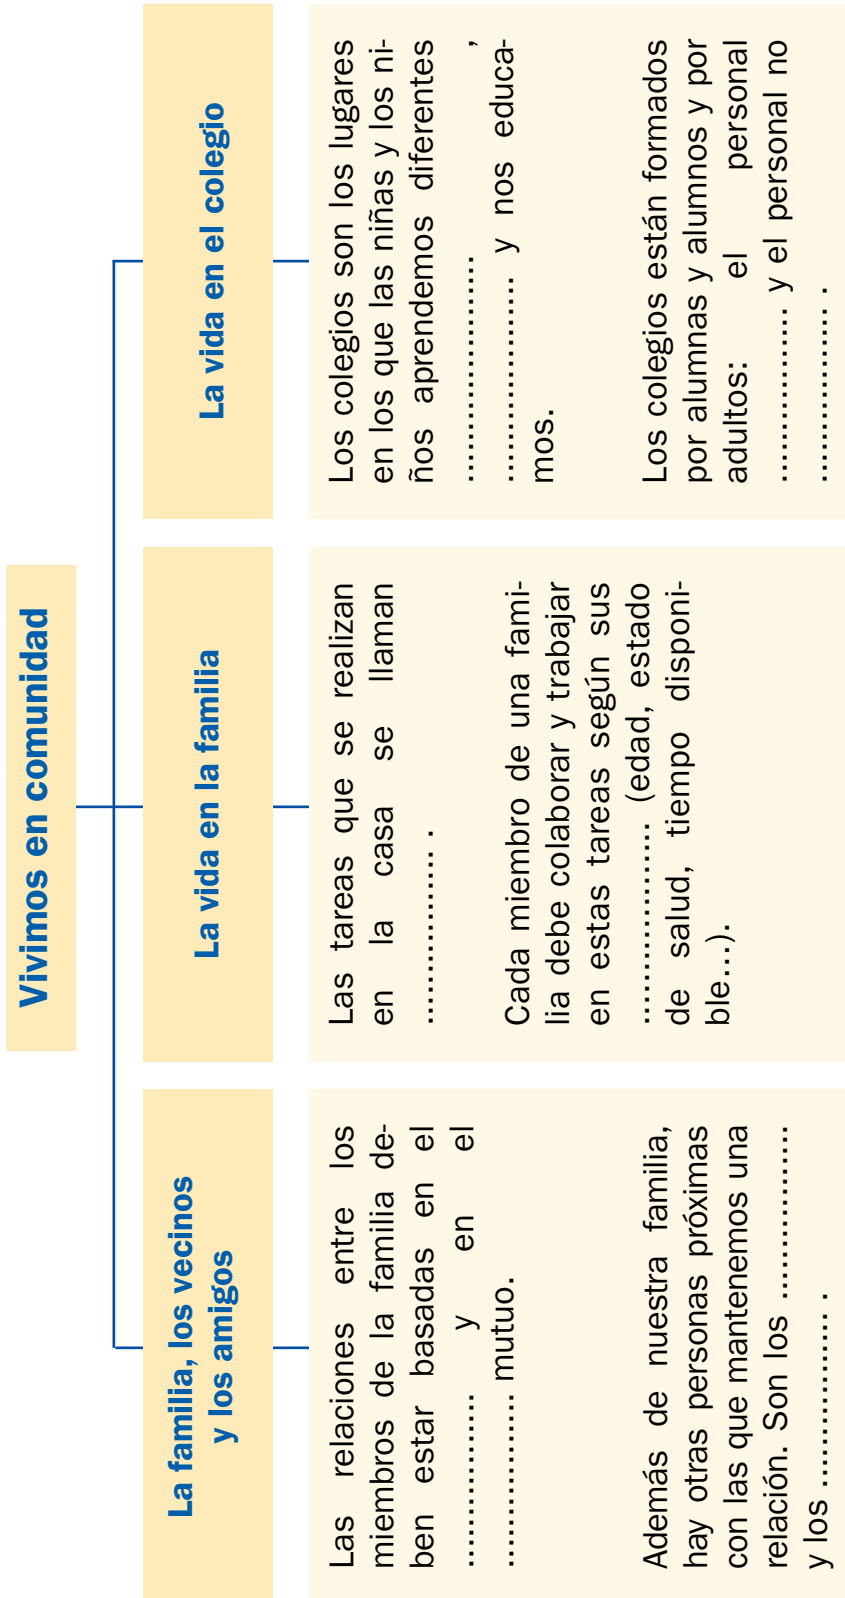 Vivimos en comunidad
La familia, los vecinos
y los amigos
Las relaciones entre los
miembros de la familia de-
ben estar basadas en el
.................. y en el
.................. mutuo.
Además de nuestra familia,
hay otras personas próximas
con las que mantenemos una
relación. Son los ..................
y los .................. .
La vida en la familia
Las tareas que se realizan
en la casa se llaman
.................. .
Cada miembro de una fami-
lia debe colaborar y trabajar
en estas tareas según sus
.................. (edad, estado
de salud, tiempo disponi-
ble...).
La vida en el colegio
Los colegios son los lugares
en los que las niñas y los ni-
ños aprendemos diferentes
.................. ,
.................. y nos educa-
mos.
Los colegios están formados
por alumnas y alumnos y por
adultos: el personal
.................. y el personal no
.................. .